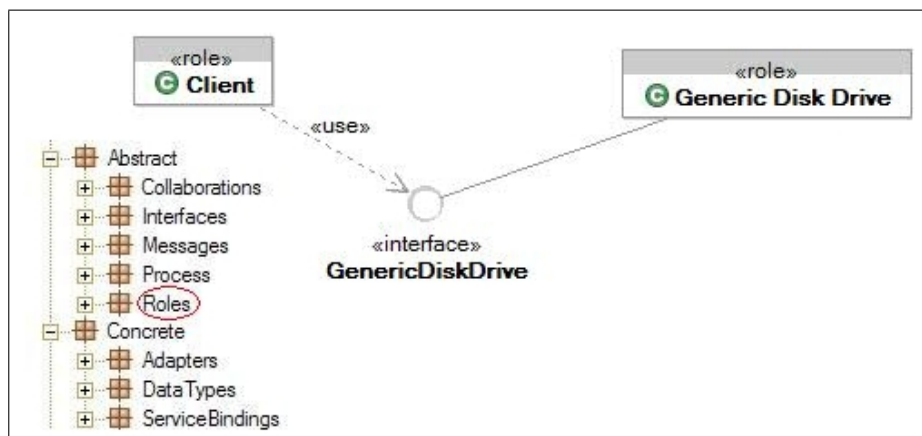 «role»
C Client
«role»
C Generic Disk Drive
«use»
«interface»
GenericDiskDrive
Abstract
Collaborations
Interfaces
Messages
Process
Roles
Concrete
Adapters
DataTypes
ServiceBindings